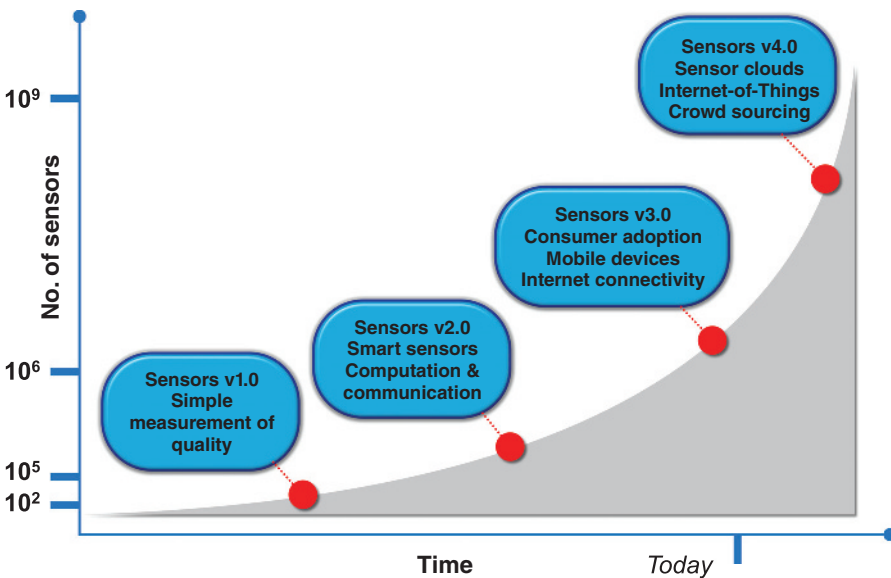 Sensors v4.0
Sensor clouds
Internet-of-Things
Crowd sourcing
10⁹
No. of sensors
Sensors v3.0
Consumer adoption
Mobile devices
Internet connectivity
Sensors v2.0
Smart sensors
Computation &
communication
10⁶
Sensors v1.0
Simple
measurement of
quality
10⁵
10²
Time
Today